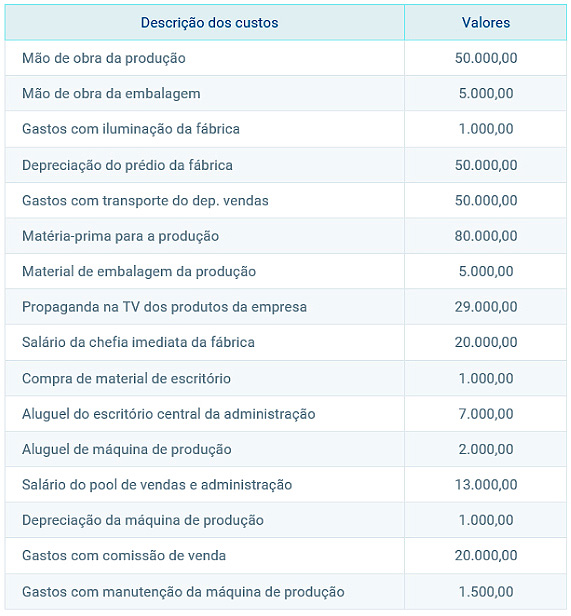 Descrição dos custos Valores
Mão de obra da produção 50.000,00
Mão de obra da embalagem 5.000,00
Gastos com iluminação da fábrica 1.000,00
Depreciação do prédio da fábrica 50.000,00
Gastos com transporte do dep. vendas 50.000,00
Matéria-prima para a produção 80.000,00
Material de embalagem da produção 5.000,00
Propaganda na TV dos produtos da empresa 29.000,00
Salário da chefia imediata da fábrica 20.000,00
Compra de material de escritório 1.000,00
Aluguel do escritório central da administração 7.000,00
Aluguel de máquina de produção 2.000,00
Salário do pool de vendas e administração 13.000,00
Depreciação da máquina de produção 1.000,00
Gastos com comissão de venda 20.000,00
Gastos com manutenção da máquina de produção 1.500,00